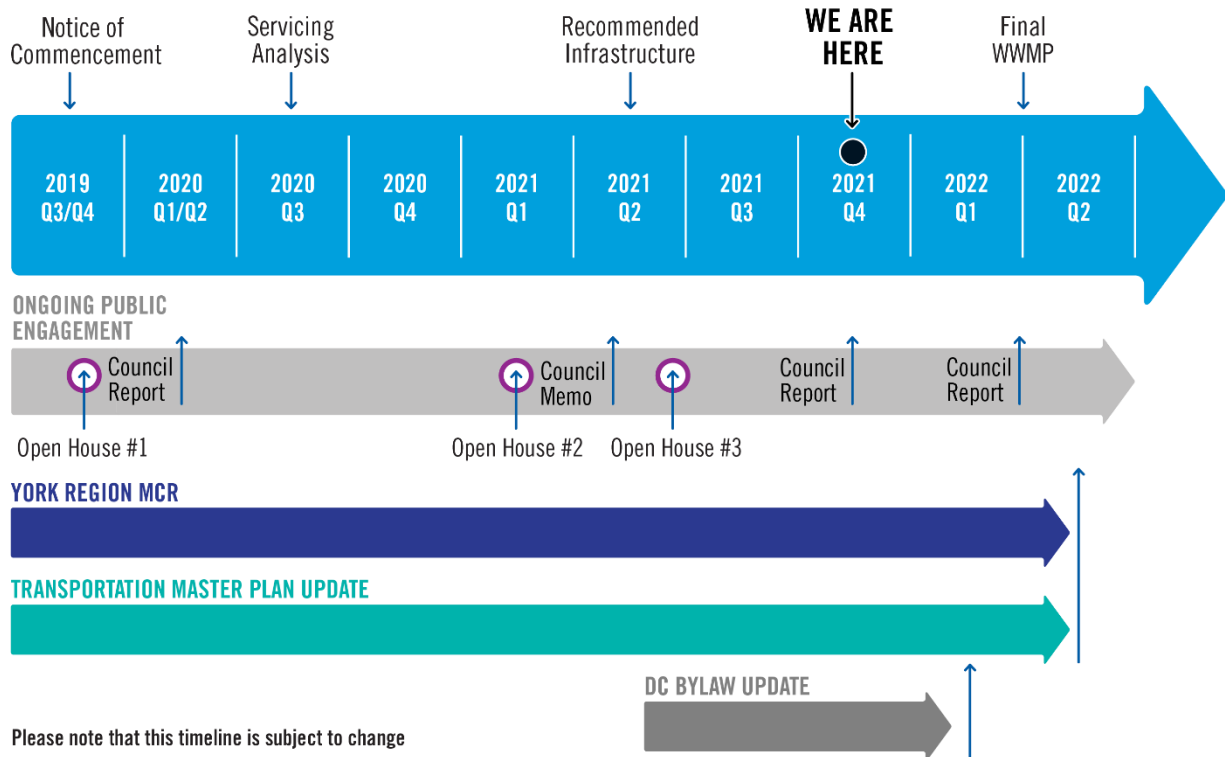 Notice of
Commencement
Servicing
Analysis
Recommended
Infrastructure
WE ARE
HERE
Final
WWMP
2019
Q3/Q4
2020
Q1/Q2
2020
Q3
2020
Q4
2021
Q1
2021
Q2
2021
Q3
2021
Q4
2022
Q1
2022
Q2
ONGOING PUBLIC
ENGAGEMENT
Council
Report
Council
Memo
Council
Report
Council
Report
Open House #1
Open House #2
Open House #3
YORK REGION MCR
TRANSPORTATION MASTER PLAN UPDATE
DC BYLAW UPDATE
Please note that this timeline is subject to change